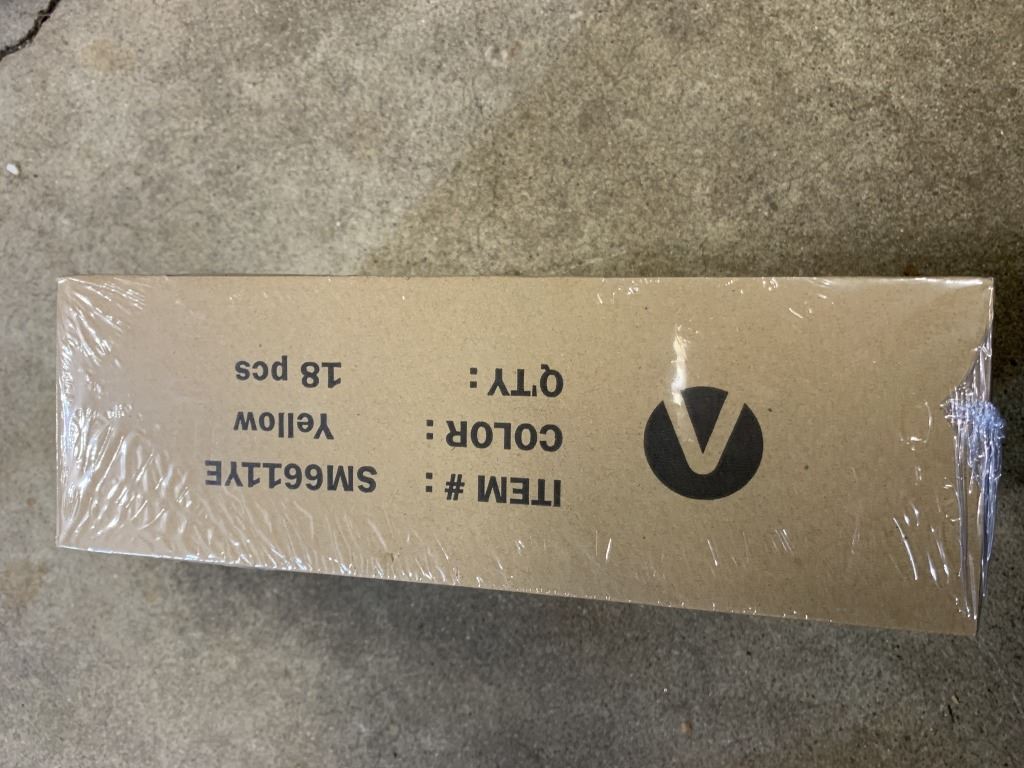 ITEM # : SM6611YE
COLOR : Yellow
Q'TY : 18 pcs